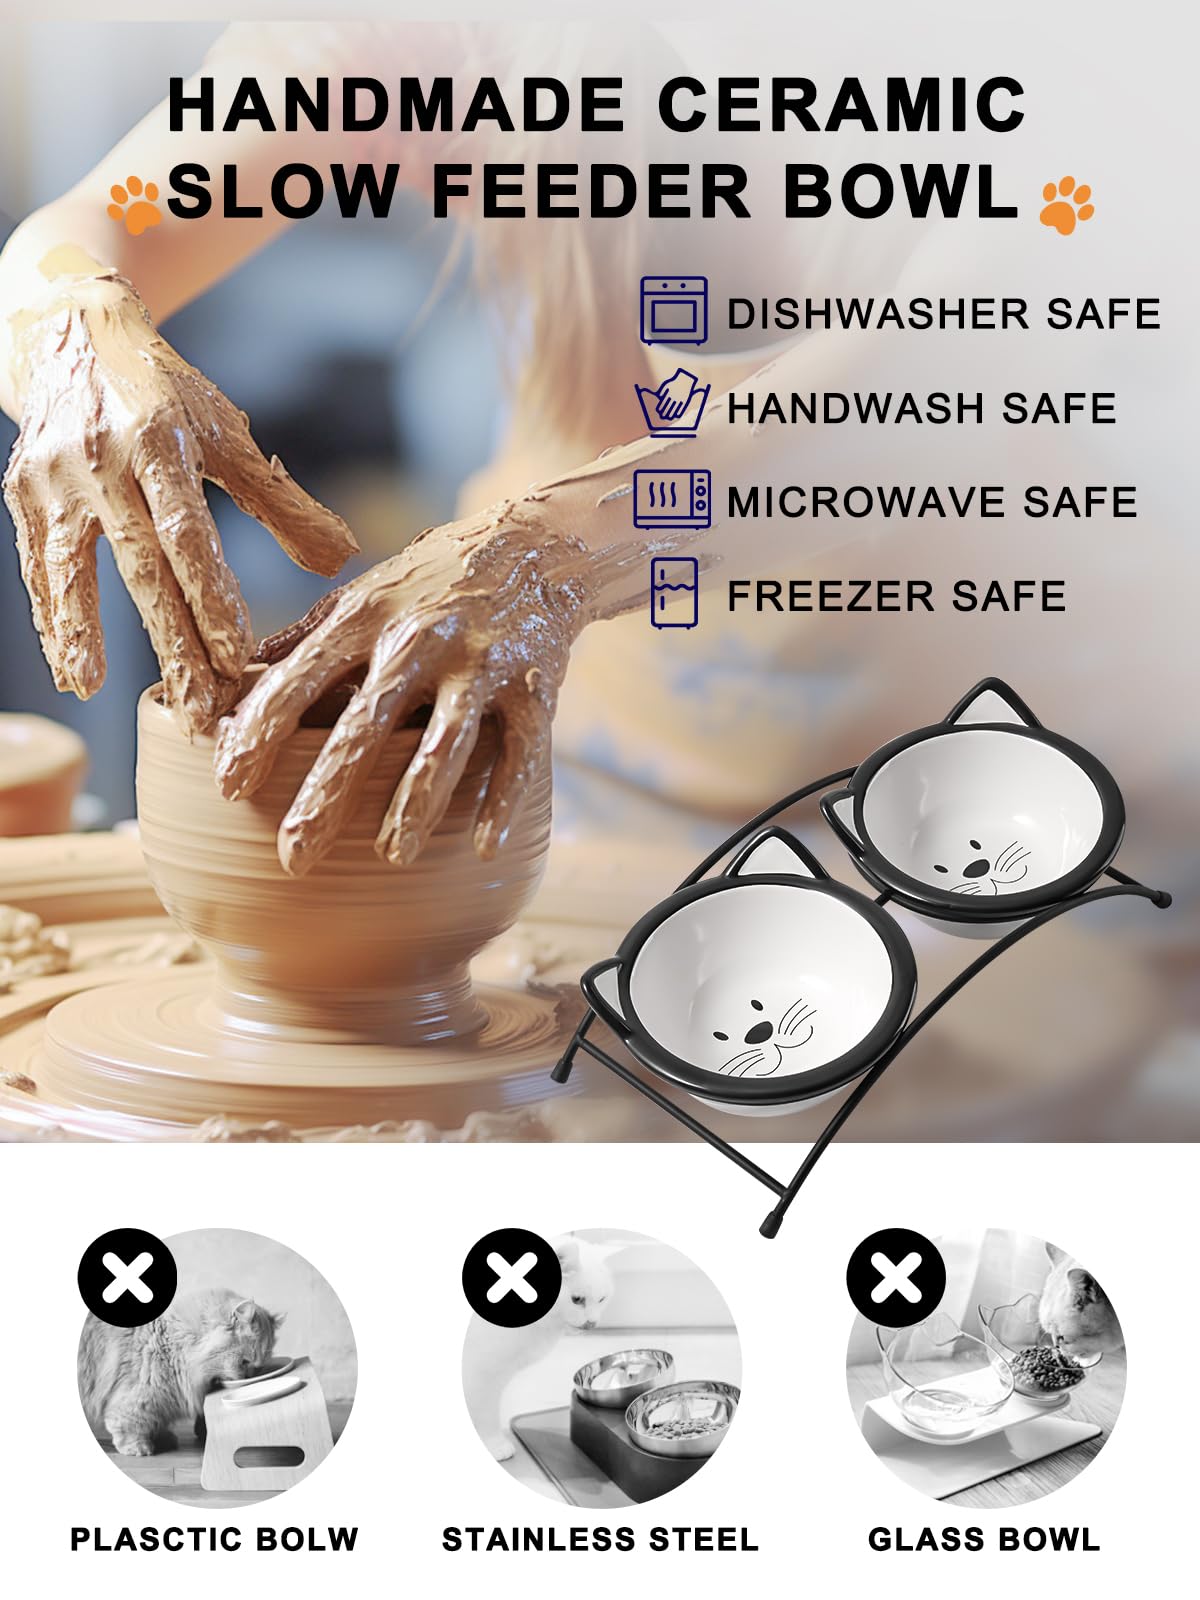 HANDMADE CERAMIC
SLOW FEEDER BOWL
DISHWASHER SAFE
HANDWASH SAFE
MICROWAVE SAFE
FREEZER SAFE
PLASCTIC BOLW
STAINLESS STEEL
GLASS BOWL